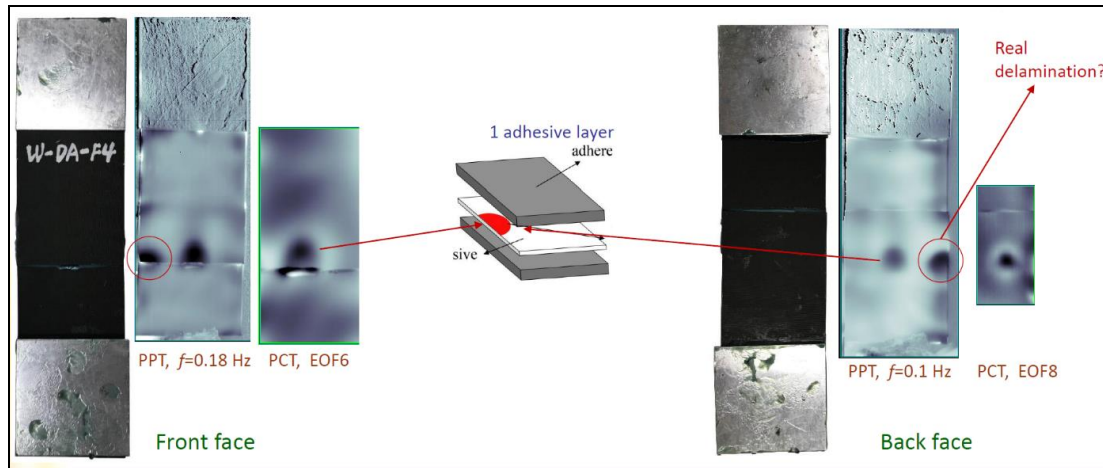 W-DA-F4
PPT, f=0.18 Hz
PCT, EOF6
Front face
1 adhesive layer
adhere
sive
Real
delamination?
PPT, f=0.1 Hz
PCT, EOF8
Back face